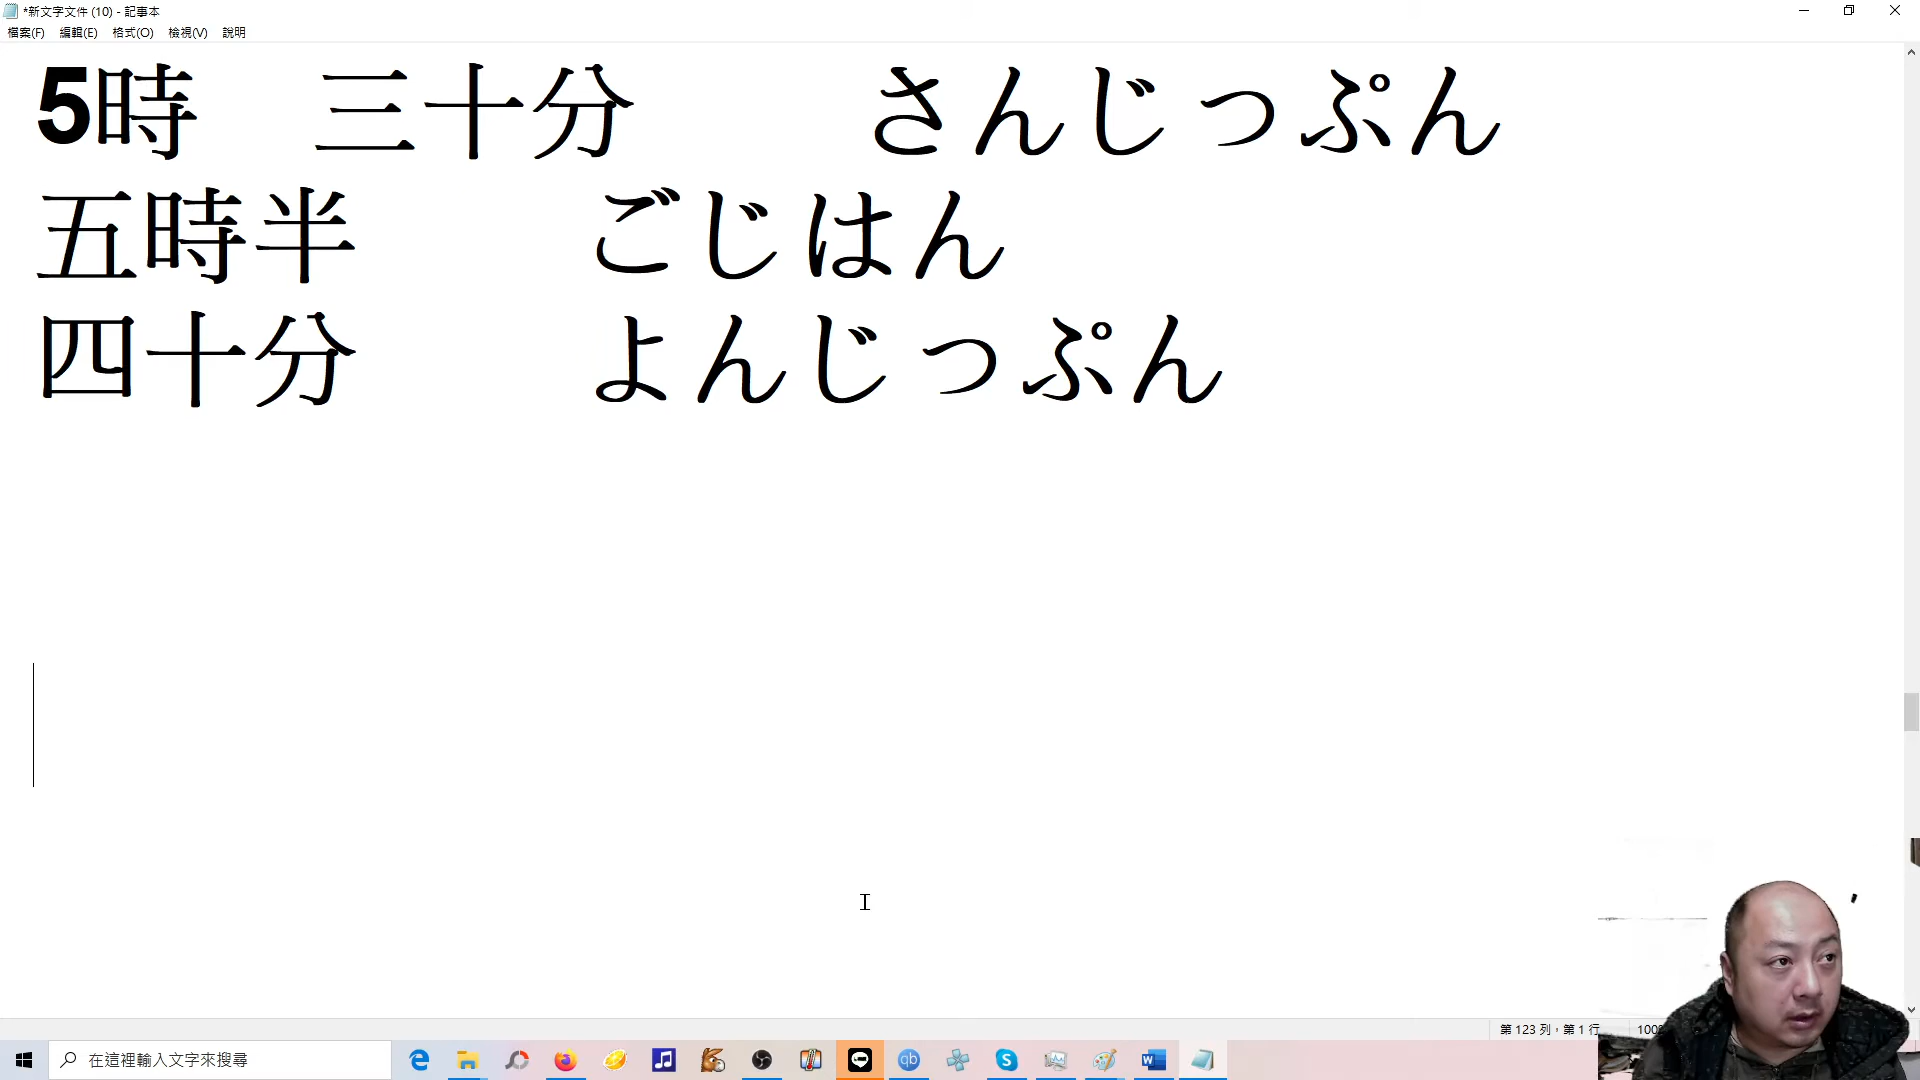 *新文字文件 (10) - 記事本
檔案(F) 編輯(E) 格式(O) 檢視(V) 說明
5時 三十分 さんじっぷん
五時半 ごじはん
四十分 よんじっぷん
第 123 列，第 1 行
在這裡輸入文字來搜尋